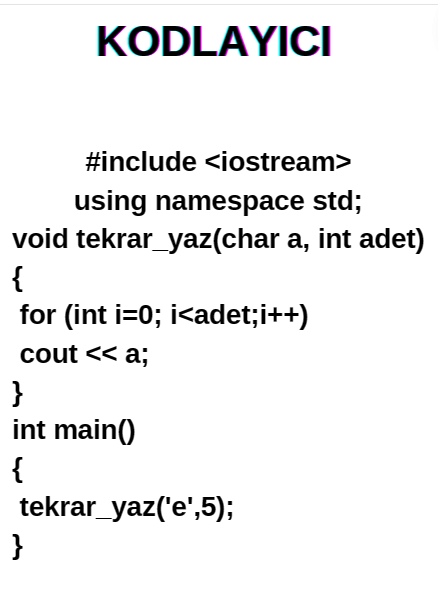 KODLAYICI
#include <iostream>
using namespace std;
void tekrar_yaz(char a, int adet)
{
for (int i=0; i<adet;i++)
cout << a;
}
int main()
{
tekrar_yaz('e',5);
}